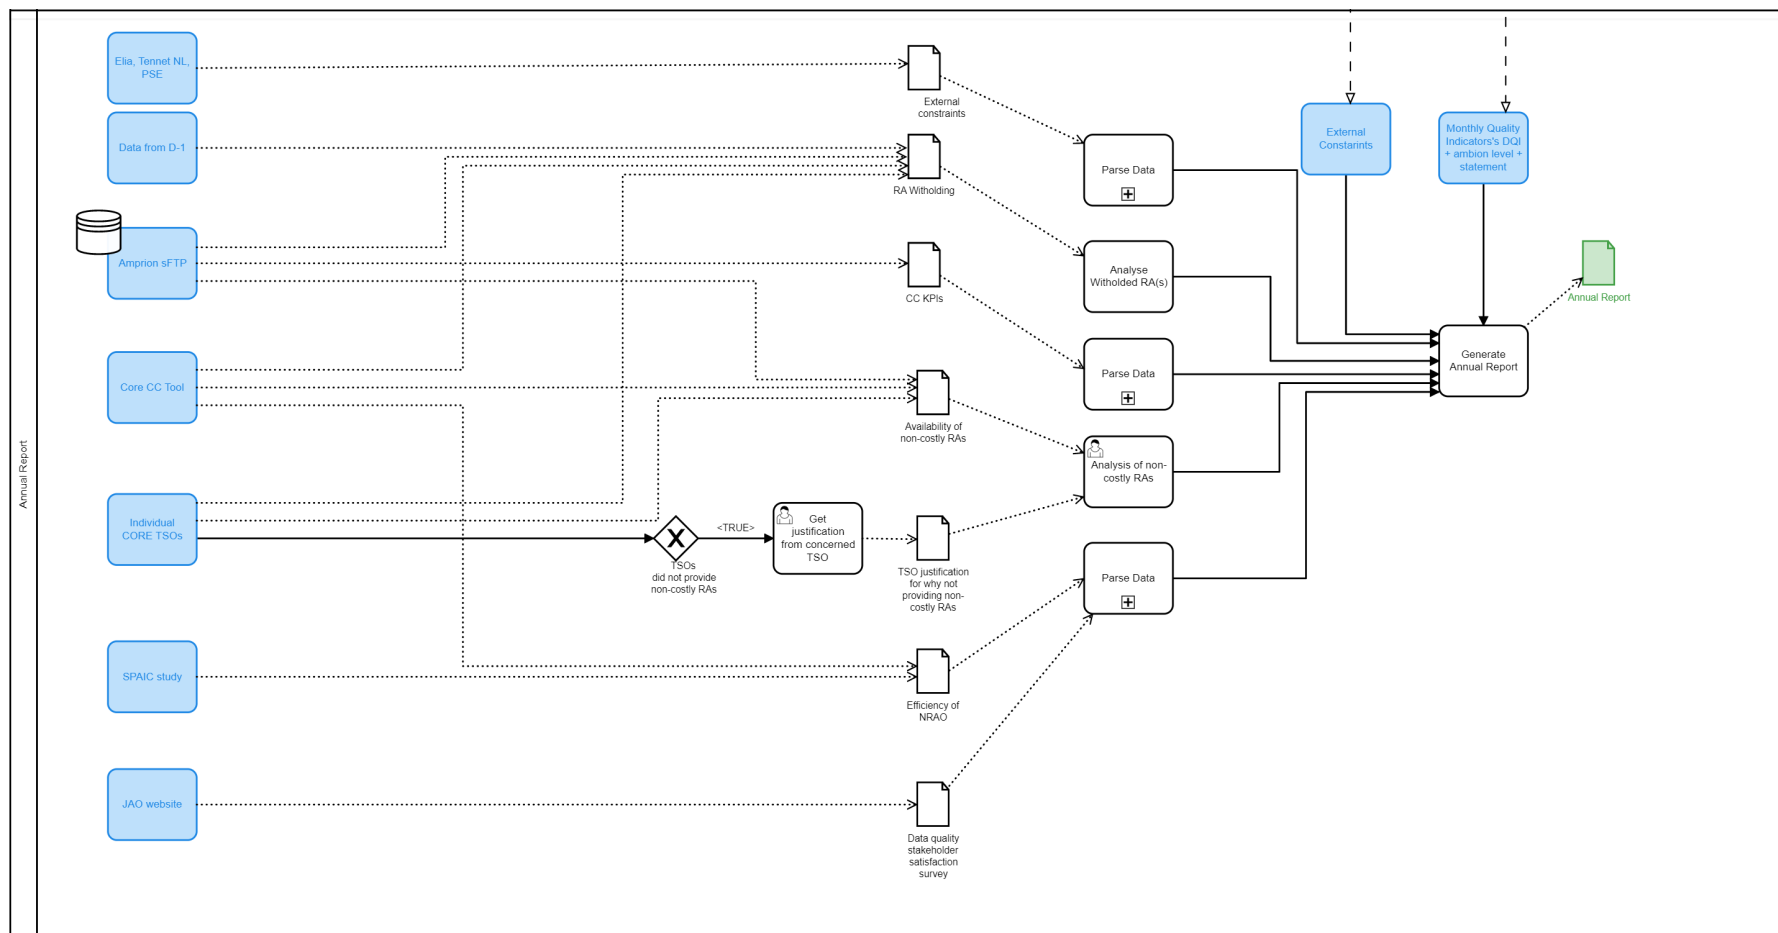 Elia, Tennet NL,
PSE
External
constraints
External
Constarints
Monthly Quality
Indicators's DQI
+ ambion level +
statement
Data from D-1
Parse Data
RA Witholding
Amprion sFTP
CC KPIs
Analyse
Witholded RA(s)
Annual Report
Core CC Tool
Parse Data
Generate
Annual Report
Availability of
non-costly RAs
Analysis of non-
costly RAs
Annual Report
Individual
CORE TSOs
<TRUE>
Get
justification
from concerned
TSO
TSOs
did not provide
non-costly RAs
TSO justification
for why not
providing non-
costly RAs
Parse Data
SPAIC study
Efficiency of
NRAO
JAO website
Data quality
stakeholder
satisfaction
survey